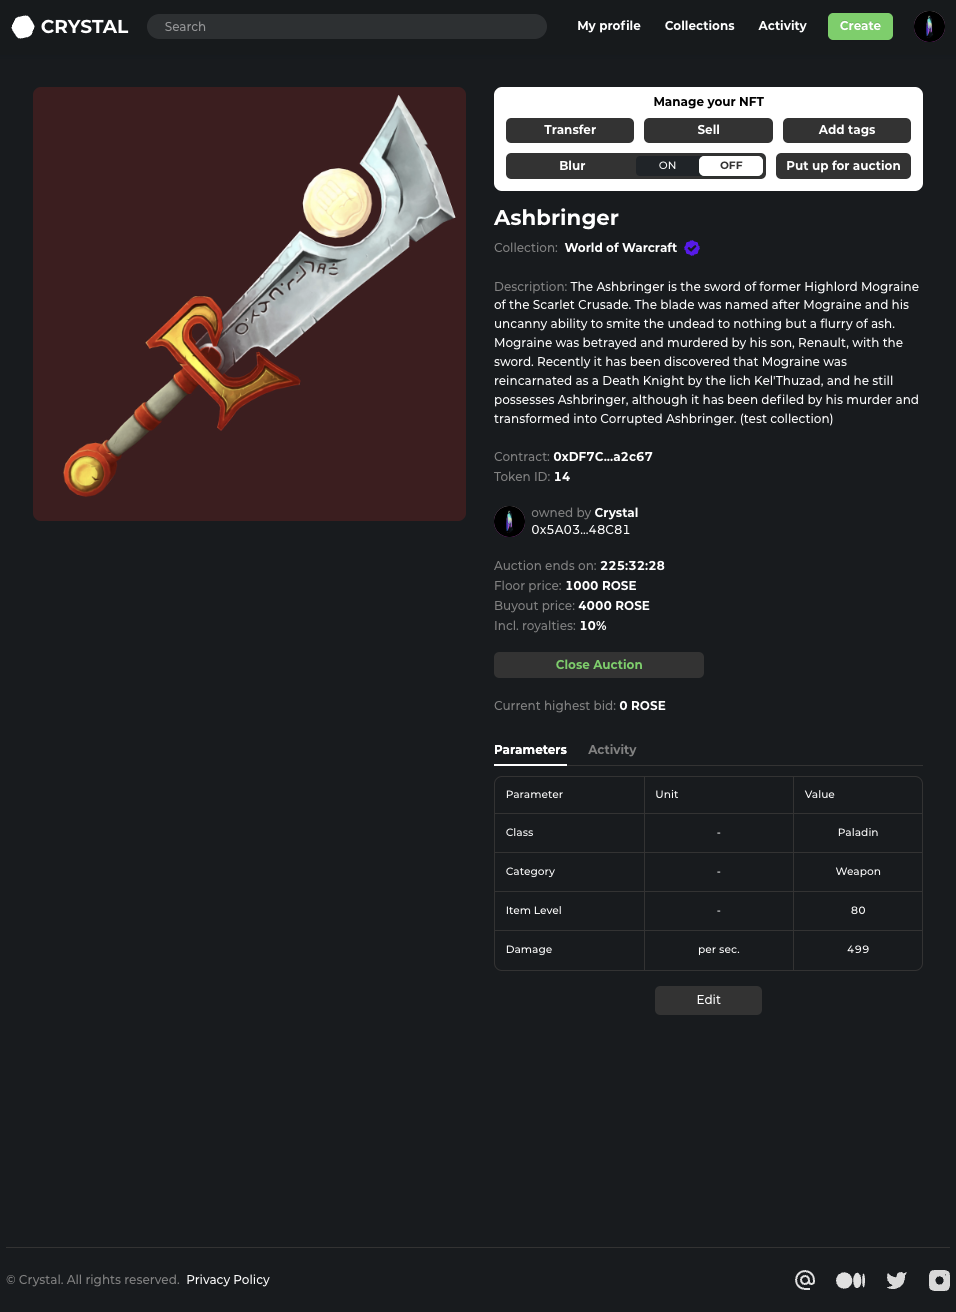 CRYSTAL
Search
My profile
Collections
Activity
Create
Manage your NFT
Transfer
Sell
Add tags
Blur
ON
OFF
Put up for auction
Ashbringer
Collection: World of Warcraft
Description: The Ashbringer is the sword of former Highlord Mograine
of the Scarlet Crusade. The blade was named after Mograine and his
uncanny ability to smite the undead to nothing but a flurry of ash.
Mograine was betrayed and murdered by his son, Renault, with the
sword. Recently it has been discovered that Mograine was
reincarnated as a Death Knight by the lich Kel'Thuzad, and he still
possesses Ashbringer, although it has been defiled by his murder and
transformed into Corrupted Ashbringer. (test collection)
Contract: 0xDF7C...a2c67
Token ID: 14
owned by Crystal
0x5A03...48C81
Auction ends on: 225:32:28
Floor price: 1000 ROSE
Buyout price: 4000 ROSE
Incl. royalties: 10%
Close Auction
Current highest bid: 0 ROSE
Parameters
Activity
Parameter
Unit
Value
Class
-
Paladin
Category
-
Weapon
Item Level
-
80
Damage
per sec.
499
Edit
© Crystal. All rights reserved. Privacy Policy